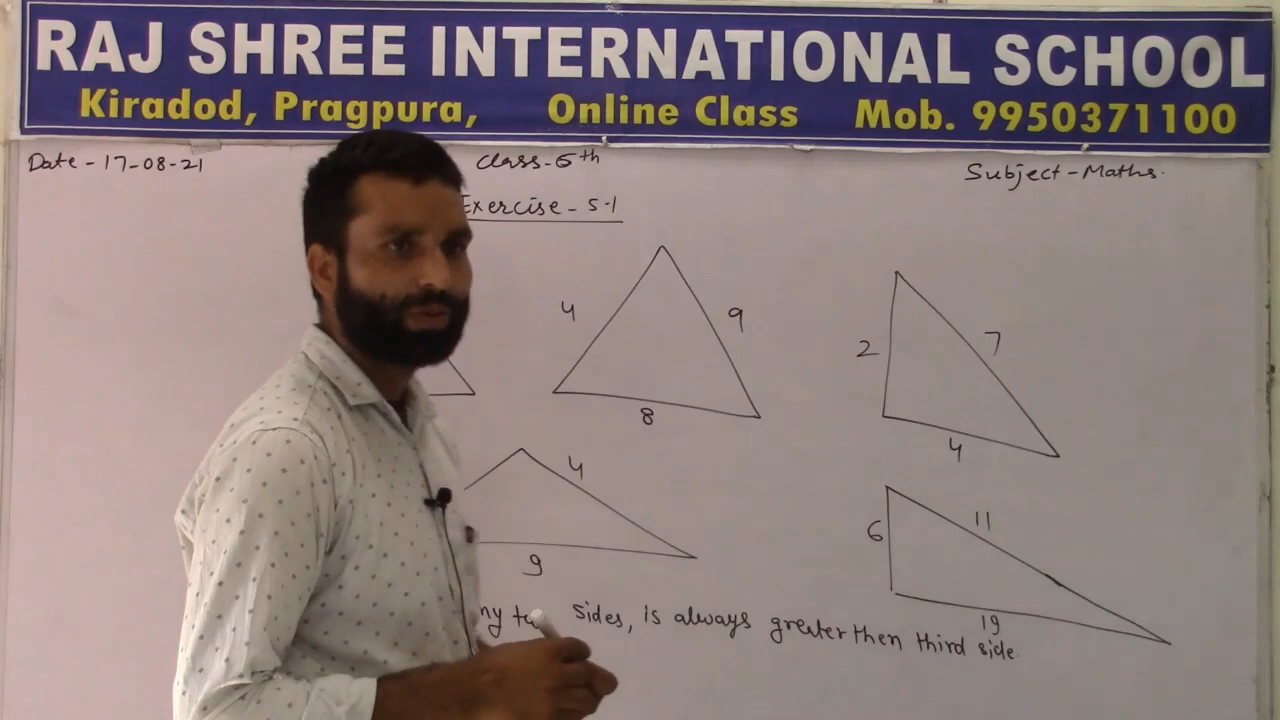 RAJ SHREE INTERNATIONAL SCHOOL
Kiradod, Pragpura, Online Class Mob. 9950371100
Date - 17-08-21 Class - 6th Subject - Maths.
Exercise - 5.1
4 9 8
2 7 4
4 9
6 11 19
sides, is always greater then third side.